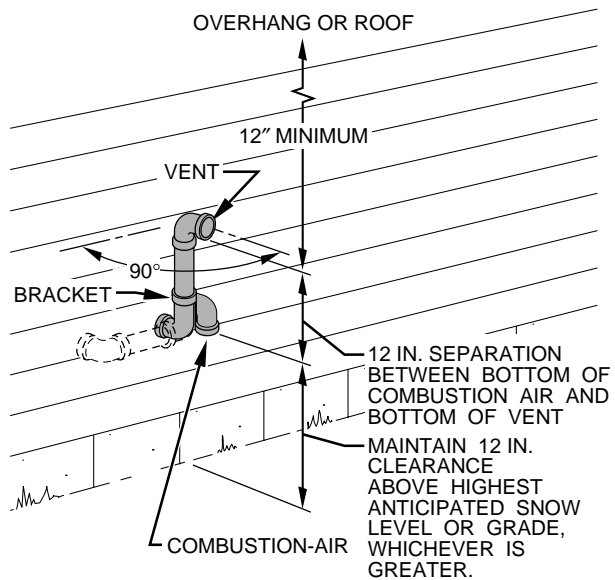 OVERHANG OR ROOF
12″ MINIMUM
VENT
90°
BRACKET
12 IN. SEPARATION
BETWEEN BOTTOM OF
COMBUSTION AIR AND
BOTTOM OF VENT
MAINTAIN 12 IN.
CLEARANCE
ABOVE HIGHEST
ANTICIPATED SNOW
LEVEL OR GRADE,
WHICHEVER IS
GREATER.
COMBUSTION-AIR